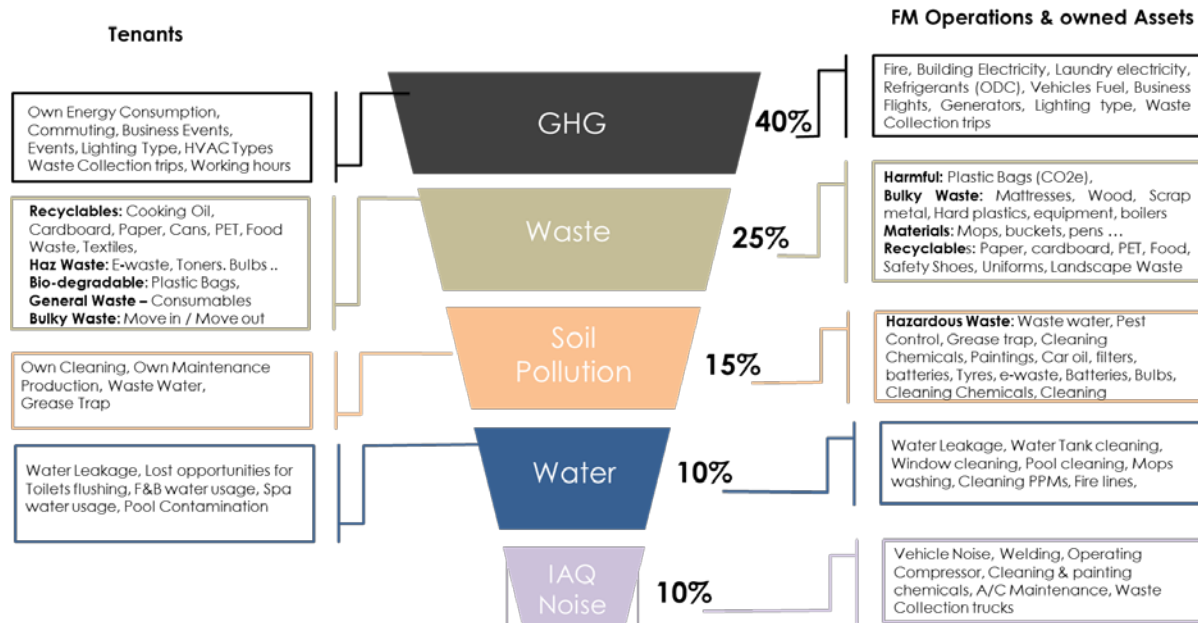 Tenants
FM Operations & owned Assets
Own Energy Consumption,
Commuting, Business Events,
Events, Lighting Type, HVAC Types
Waste Collection trips, Working hours
GHG
40%
Fire, Building Electricity, Laundry electricity,
Refrigerants (ODC), Vehicles Fuel, Business
Flights, Generators, Lighting type, Waste
Collection trips
Recyclables: Cooking Oil,
Cardboard, Paper, Cans, PET, Food
Waste, Textiles,
Haz Waste: E-waste, Toners. Bulbs ..
Bio-degradable: Plastic Bags,
General Waste – Consumables
Bulky Waste: Move in / Move out
Waste
25%
Harmful: Plastic Bags (CO2e),
Bulky Waste: Mattresses, Wood, Scrap
metal, Hard plastics, equipment, boilers
Materials: Mops, buckets, pens …
Recyclables: Paper, cardboard, PET, Food,
Safety Shoes, Uniforms, Landscape Waste
Own Cleaning, Own Maintenance
Production, Waste Water,
Grease Trap
Soil
Pollution
15%
Hazardous Waste: Waste water, Pest
Control, Grease trap, Cleaning
Chemicals, Paintings, Car oil, filters,
batteries, Tyres, e-waste, Batteries, Bulbs,
Cleaning Chemicals, Cleaning
Water Leakage, Lost opportunities for
Toilets flushing, F&B water usage, Spa
water usage, Pool Contamination
Water
10%
Water Leakage, Water Tank cleaning,
Window cleaning, Pool cleaning, Mops
washing, Cleaning PPMs, Fire lines,
IAQ
Noise
10%
Vehicle Noise, Welding, Operating
Compressor, Cleaning & painting
chemicals, A/C Maintenance, Waste
Collection trucks